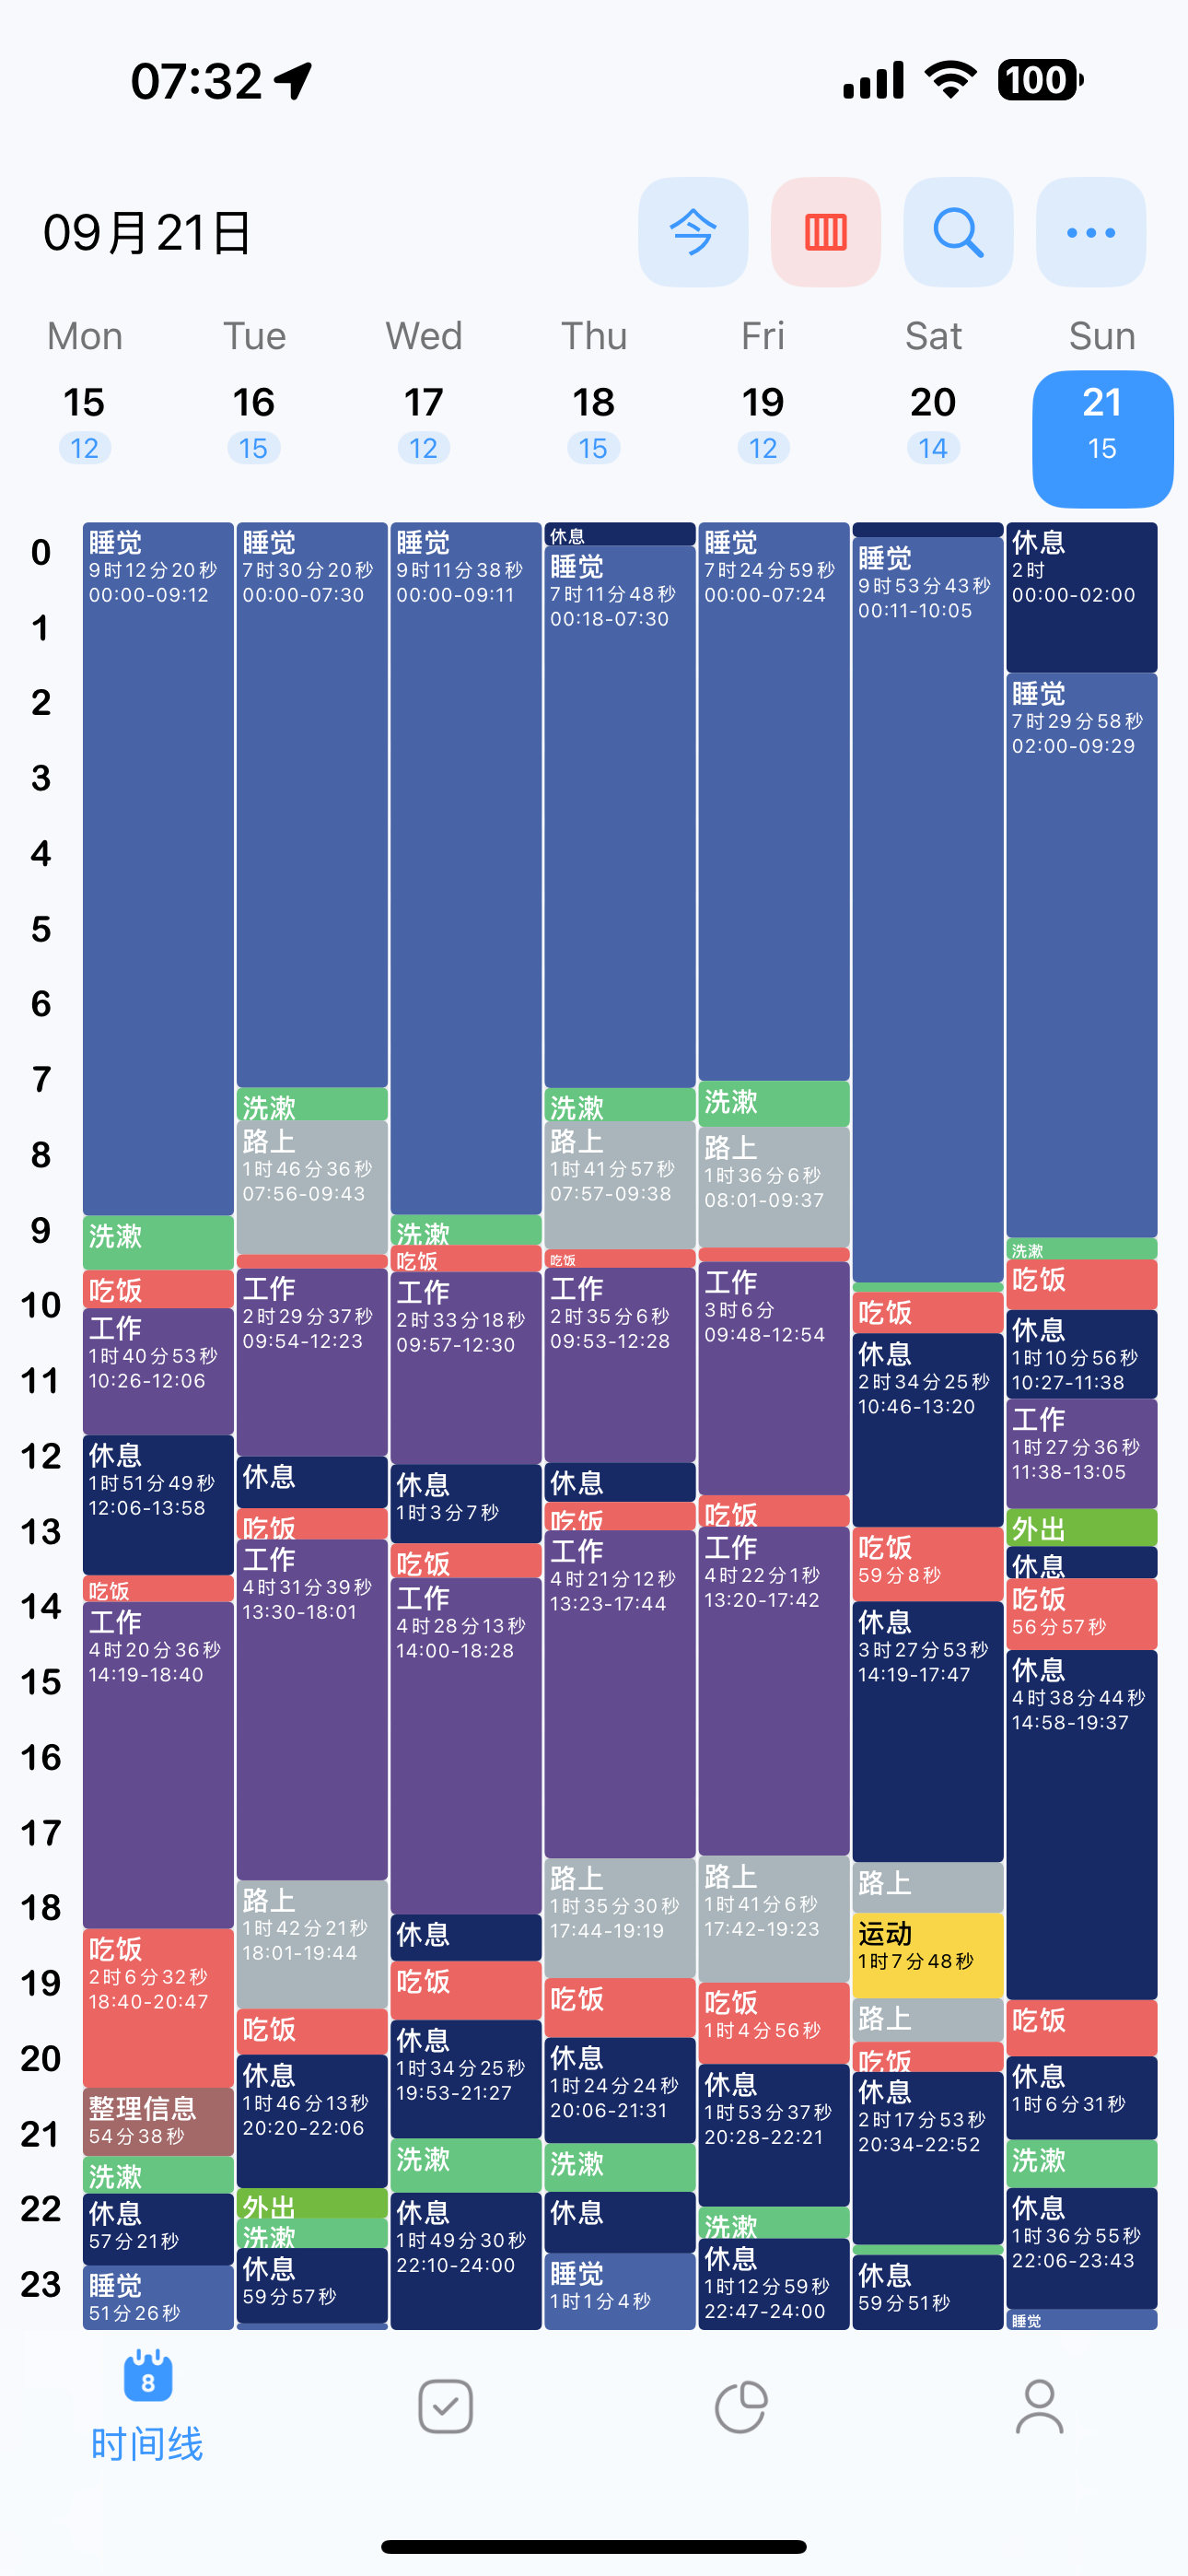 07:32
100
09月21日
今
Mon Tue Wed Thu Fri Sat Sun
15 16 17 18 19 20 21
12 15 12 15 12 14 15
0
1
2
3
4
5
6
7
8
9
10
11
12
13
14
15
16
17
18
19
20
21
22
23
睡觉
9时12分20秒
00:00-09:12
洗漱
吃饭
工作
1时40分53秒
10:26-12:06
休息
1时51分49秒
12:06-13:58
吃饭
工作
4时20分36秒
14:19-18:40
吃饭
2时6分32秒
18:40-20:47
整理信息
54分38秒
洗漱
休息
57分21秒
睡觉
51分26秒
睡觉
7时30分20秒
00:00-07:30
洗漱
路上
1时46分36秒
07:56-09:43
工作
2时29分37秒
09:54-12:23
休息
吃饭
工作
4时31分39秒
13:30-18:01
路上
1时42分21秒
18:01-19:44
吃饭
休息
1时46分13秒
20:20-22:06
外出
洗漱
休息
59分57秒
睡觉
9时11分38秒
00:00-09:11
洗漱
吃饭
工作
2时33分18秒
09:57-12:30
休息
1时3分7秒
吃饭
工作
4时28分13秒
14:00-18:28
休息
吃饭
休息
1时34分25秒
19:53-21:27
洗漱
休息
1时49分30秒
22:10-24:00
休息
睡觉
7时11分48秒
00:18-07:30
洗漱
路上
1时41分57秒
07:57-09:38
吃饭
工作
2时35分6秒
09:53-12:28
休息
吃饭
工作
4时21分12秒
13:23-17:44
路上
1时35分30秒
17:44-19:19
吃饭
休息
1时24分24秒
20:06-21:31
洗漱
休息
睡觉
1时1分4秒
睡觉
7时24分59秒
00:00-07:24
洗漱
路上
1时36分6秒
08:01-09:37
工作
3时6分
09:48-12:54
吃饭
工作
4时22分1秒
13:20-17:42
路上
1时41分6秒
17:42-19:23
吃饭
1时4分56秒
休息
1时53分37秒
20:28-22:21
洗漱
休息
1时12分59秒
22:47-24:00
睡觉
9时53分43秒
00:11-10:05
吃饭
休息
2时34分25秒
10:46-13:20
吃饭
59分8秒
休息
3时27分53秒
14:19-17:47
路上
运动
1时7分48秒
路上
吃饭
休息
2时17分53秒
20:34-22:52
休息
59分51秒
休息
2时
00:00-02:00
睡觉
7时29分58秒
02:00-09:29
洗漱
吃饭
休息
1时10分56秒
10:27-11:38
工作
1时27分36秒
11:38-13:05
外出
休息
吃饭
56分57秒
休息
4时38分44秒
14:58-19:37
吃饭
休息
1时6分31秒
洗漱
休息
1时36分55秒
22:06-23:43
睡觉
8
时间线